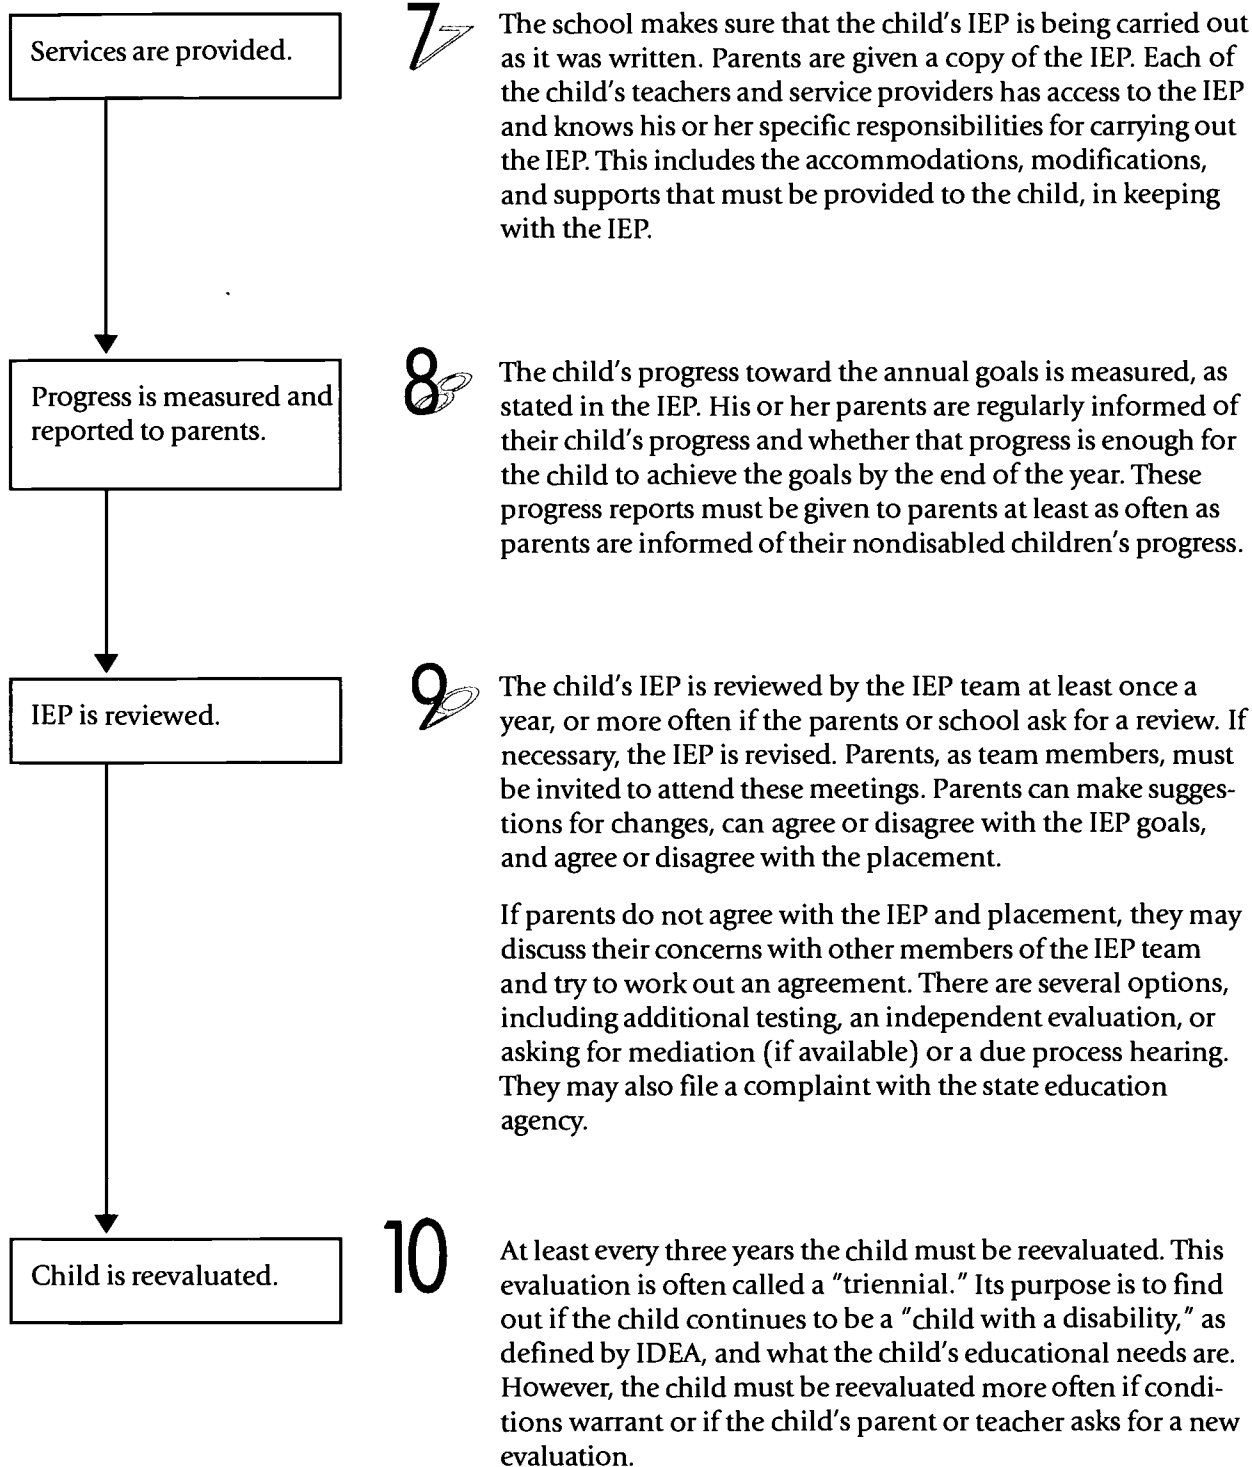 Services are provided.
7
The school makes sure that the child's IEP is being carried out
as it was written. Parents are given a copy of the IEP. Each of
the child's teachers and service providers has access to the IEP
and knows his or her specific responsibilities for carrying out
the IEP. This includes the accommodations, modifications,
and supports that must be provided to the child, in keeping
with the IEP.
Progress is measured and
reported to parents.
8
The child's progress toward the annual goals is measured, as
stated in the IEP. His or her parents are regularly informed of
their child's progress and whether that progress is enough for
the child to achieve the goals by the end of the year. These
progress reports must be given to parents at least as often as
parents are informed of their nondisabled children's progress.
IEP is reviewed.
9
The child's IEP is reviewed by the IEP team at least once a
year, or more often if the parents or school ask for a review. If
necessary, the IEP is revised. Parents, as team members, must
be invited to attend these meetings. Parents can make sugges-
tions for changes, can agree or disagree with the IEP goals,
and agree or disagree with the placement.
If parents do not agree with the IEP and placement, they may
discuss their concerns with other members of the IEP team
and try to work out an agreement. There are several options,
including additional testing, an independent evaluation, or
asking for mediation (if available) or a due process hearing.
They may also file a complaint with the state education
agency.
Child is reevaluated.
10
At least every three years the child must be reevaluated. This
evaluation is often called a "triennial." Its purpose is to find
out if the child continues to be a "child with a disability," as
defined by IDEA, and what the child's educational needs are.
However, the child must be reevaluated more often if condi-
tions warrant or if the child's parent or teacher asks for a new
evaluation.